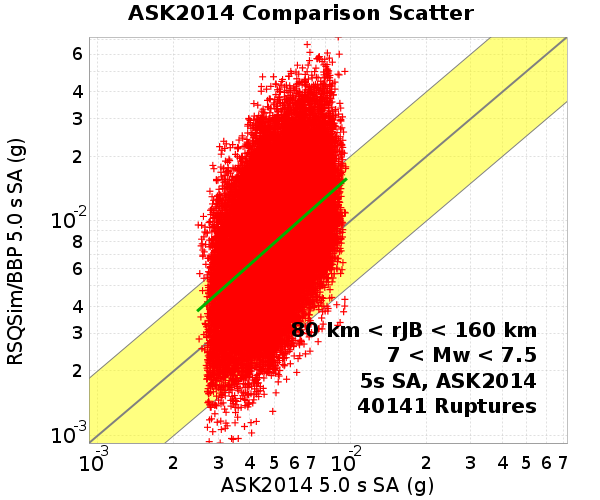 ASK2014 Comparison Scatter
RSQSim/BBP 5.0 s SA (g)
6
4
3
2
10-2
8
6
4
3
2
10-3
80 km < rJB < 160 km
7 < Mw < 7.5
5s SA, ASK2014
40141 Ruptures
10-3 2 3 4 5 6 7 10-2 2 3 4 5 6 7
ASK2014 5.0 s SA (g)